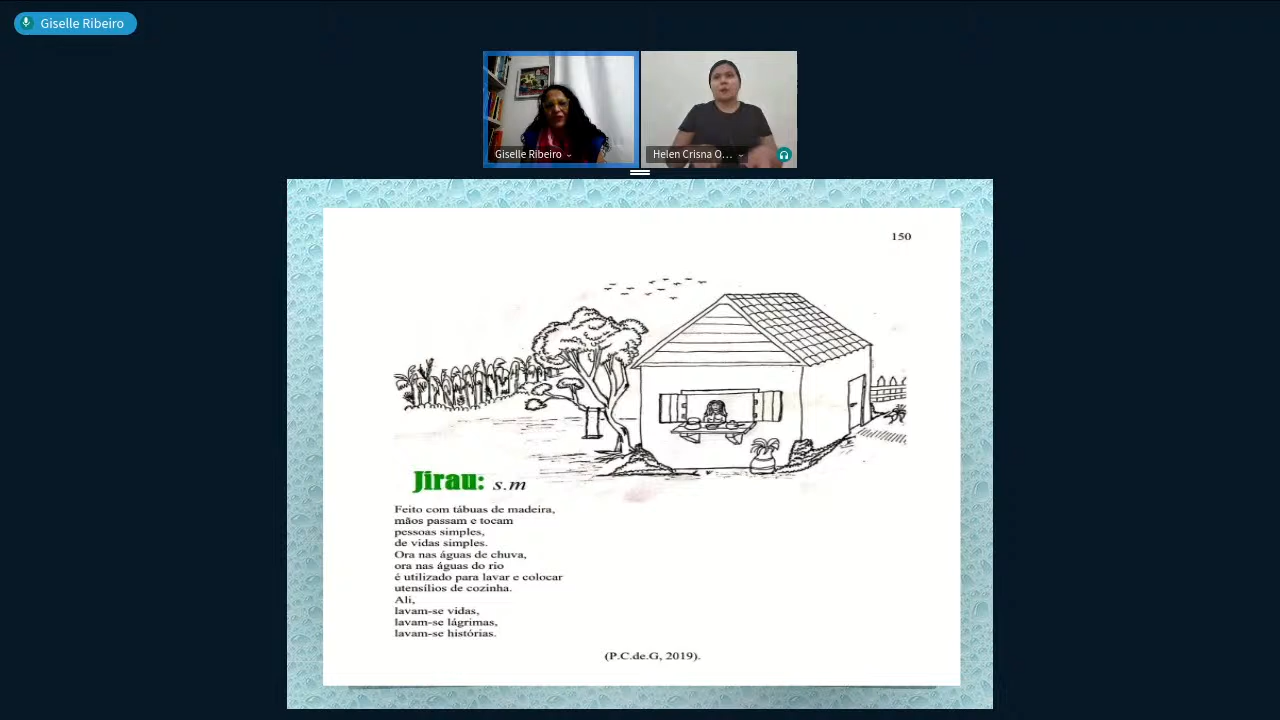 Giselle Ribeiro
Giselle Ribeiro
Helen Crisna O...
150
Jirau: s.m
Feito com tábuas de madeira,
mãos passam e tocam
pessoas simples,
de vidas simples.
Ora nas águas de chuva,
ora nas águas do rio
é utilizado para lavar e colocar
utensílios de cozinha.
Ali,
lavam-se vidas,
lavam-se lágrimas,
lavam-se histórias.
(P.C.de.G, 2019).